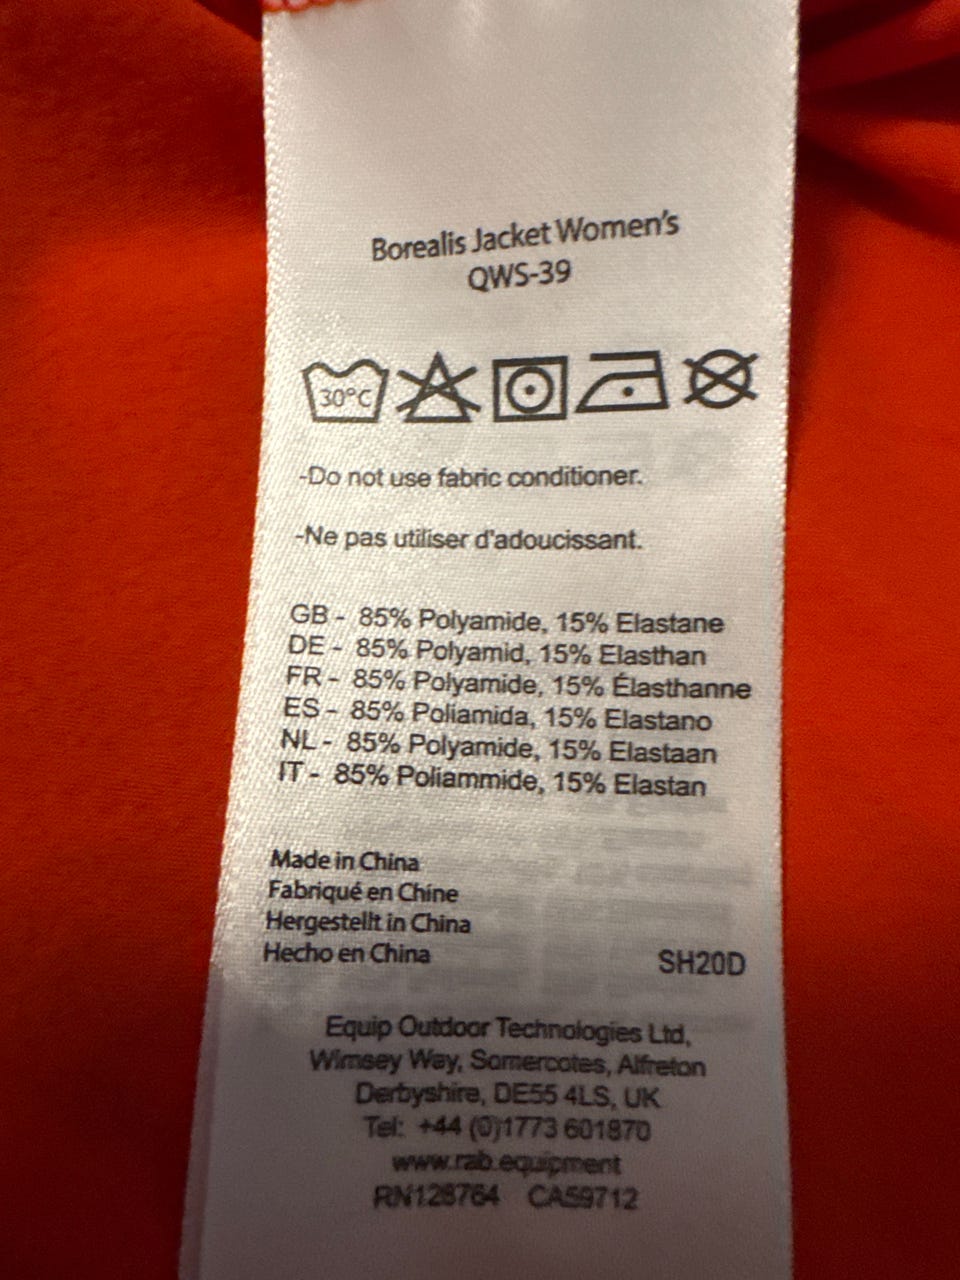 Borealis Jacket Women's
QWS-39
30°C
-Do not use fabric conditioner.
-Ne pas utiliser d'adoucissant.
GB - 85% Polyamide, 15% Elastane
DE - 85% Polyamid, 15% Elasthan
FR - 85% Polyamide, 15% Élasthanne
ES - 85% Poliamida, 15% Elastano
NL - 85% Polyamide, 15% Elastaan
IT - 85% Poliammide, 15% Elastan
Made in China
Fabriqué en Chine
Hergestellt in China
Hecho en China
SH20D
Equip Outdoor Technologies Ltd,
Wimsey Way, Somercotes, Alfreton
Derbyshire, DE55 4LS, UK
Tel: +44 (0)1773 601870
www.rab.equipment
RN128764 CA59712